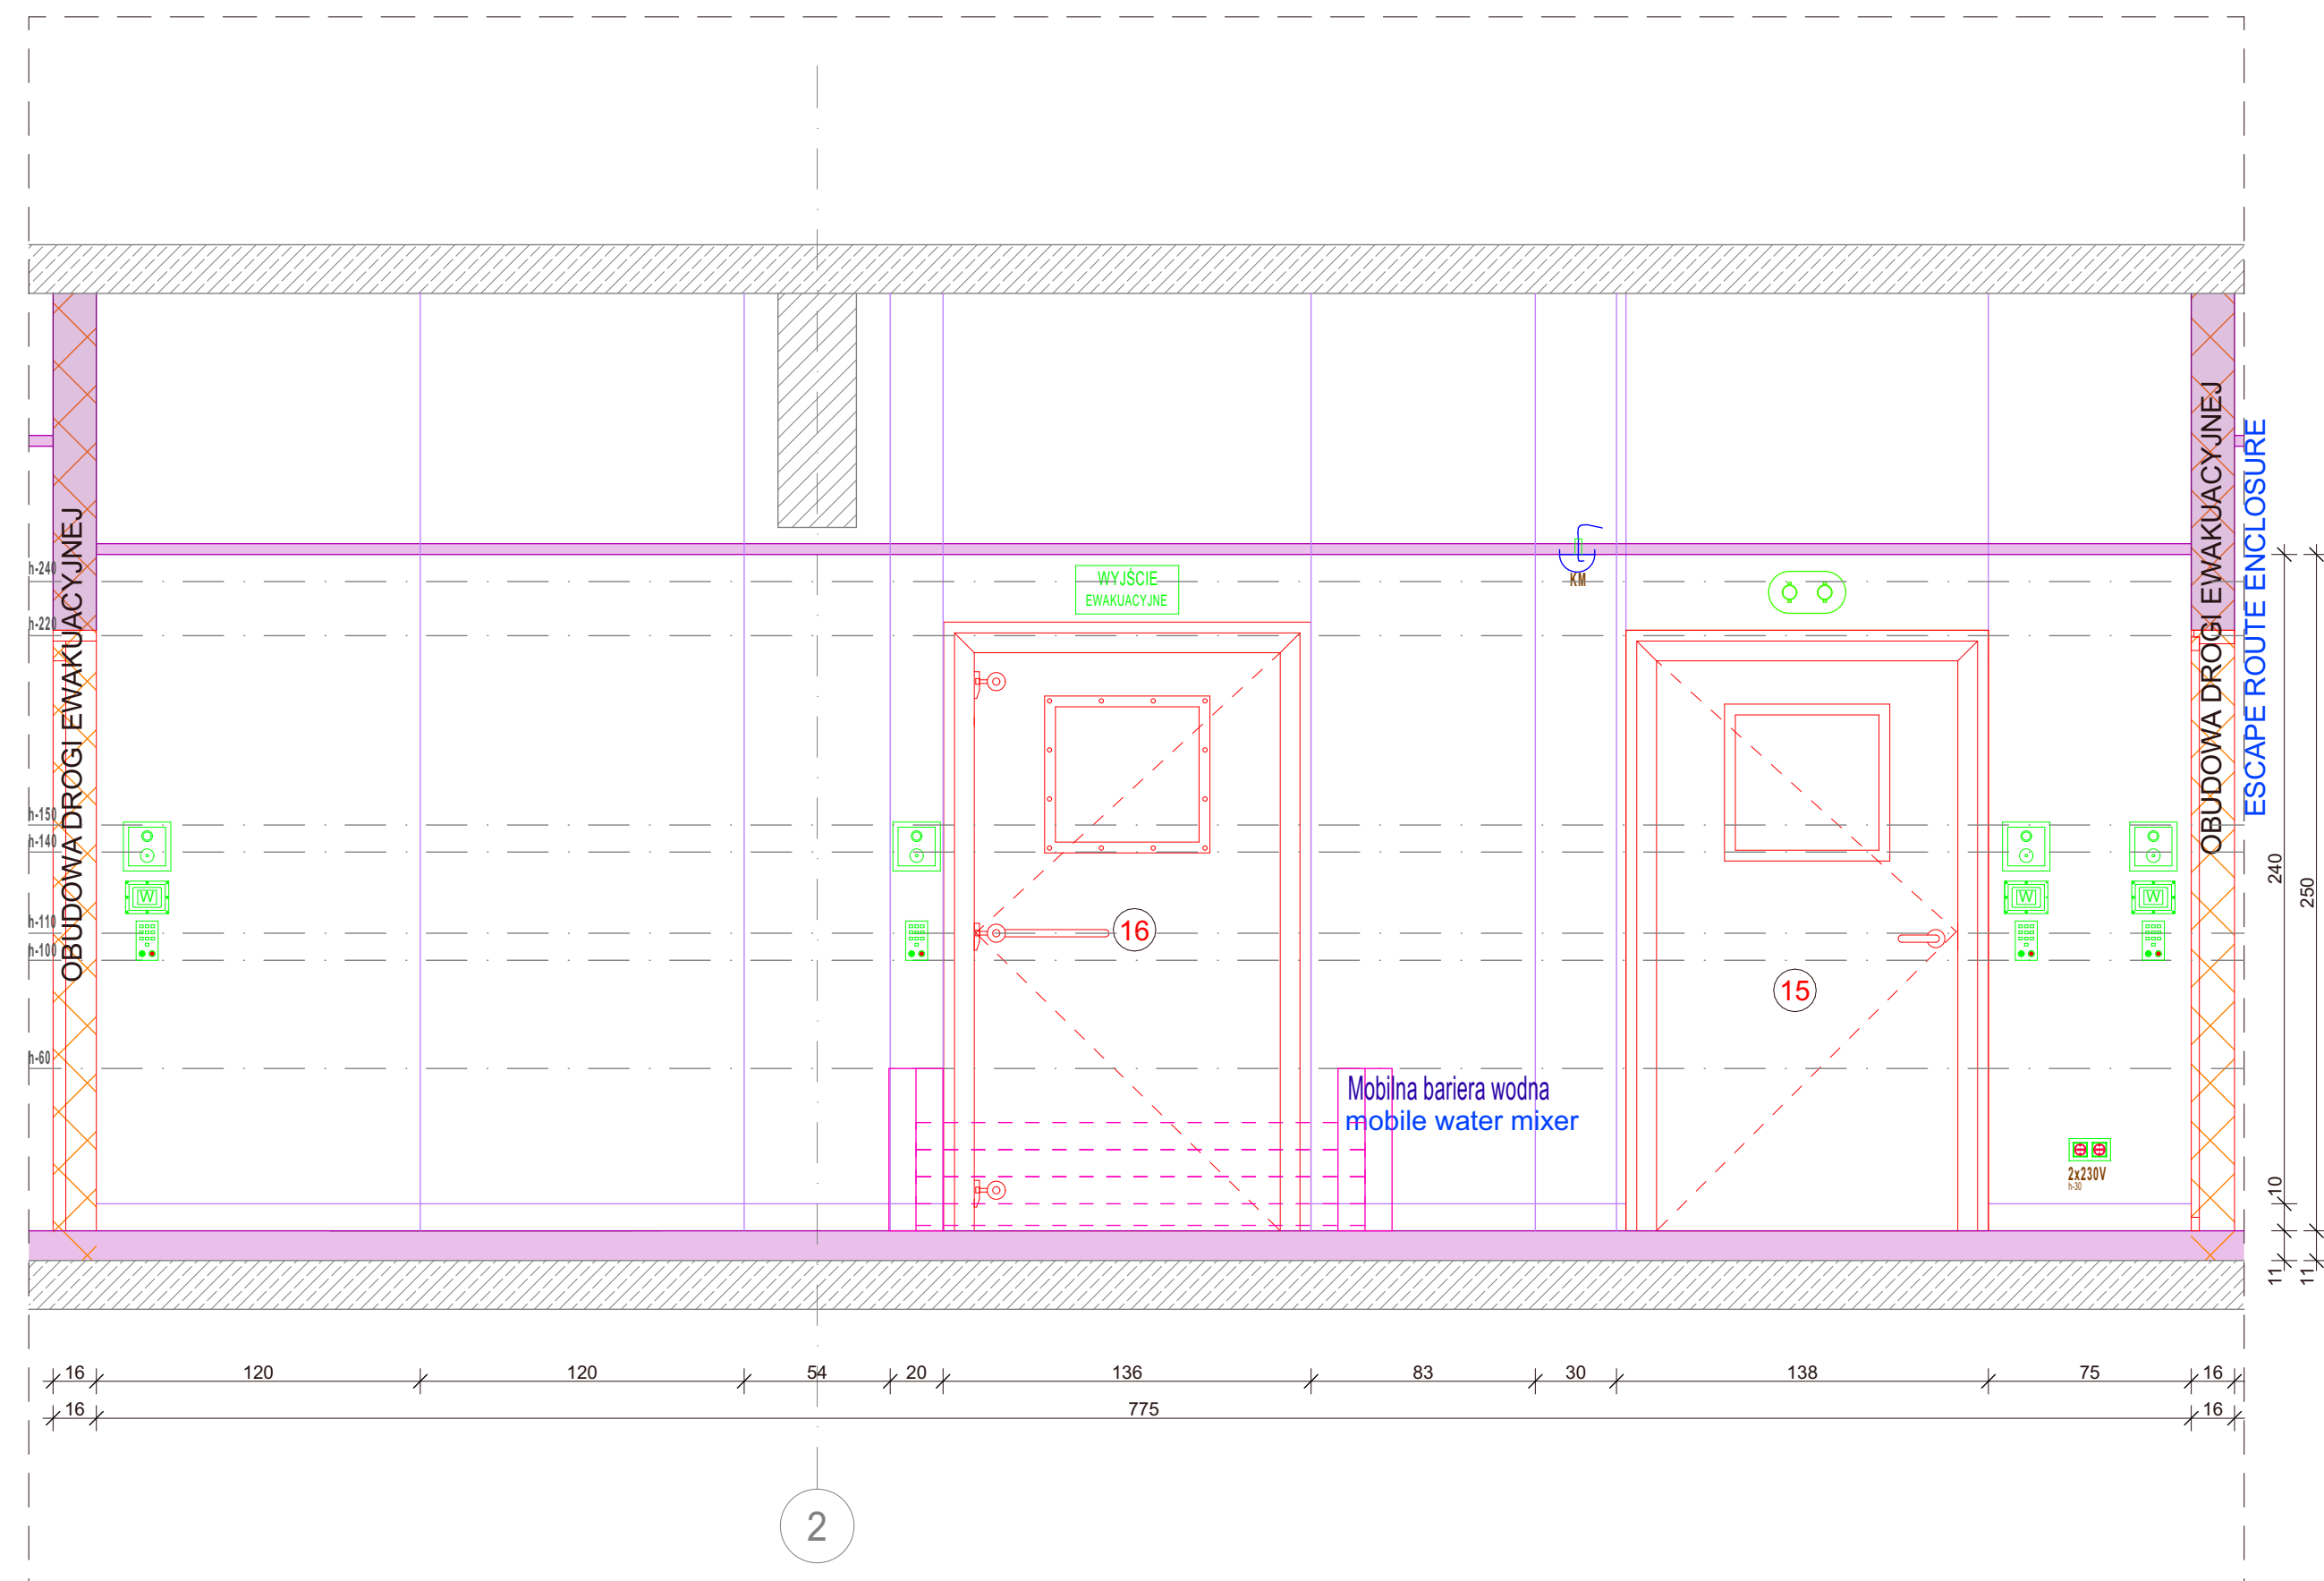 OBUDOWA DROGI EWAKUACYJNEJ
OBUDOWA DROGI EWAKUACYJNEJ
ESCAPE ROUTE ENCLOSURE
h-240
WYJŚCIE
EWAKUACYJNE
KM
h-220
h-150
h-140
W
W
W
h-110
h-100
16
15
h-60
Mobilna bariera wodna
mobile water mixer
2x230V
h-30
240
250
10
11
11
16
120
120
54
20
136
83
30
138
75
16
16
775
16
2